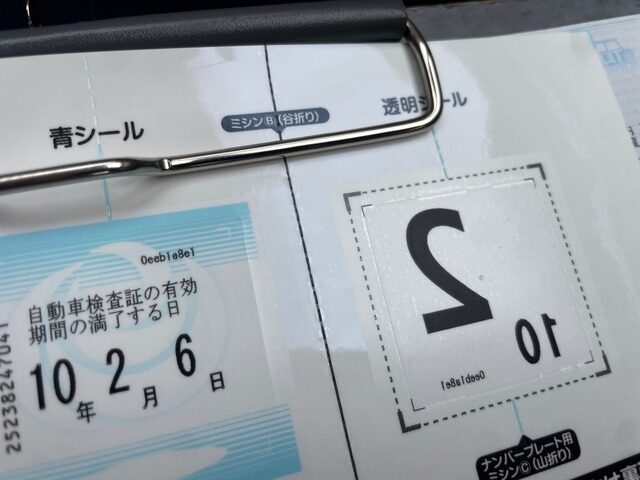 青シール
ミシンⒷ(谷折り)
透明シール
0eeb1a8e1
自動車検査証の有効
期間の満了する日
10年 2月 6日
25238247041
2
10
0eeb1a8e1
ナンバープレート用
ミシンⒸ(山折り)